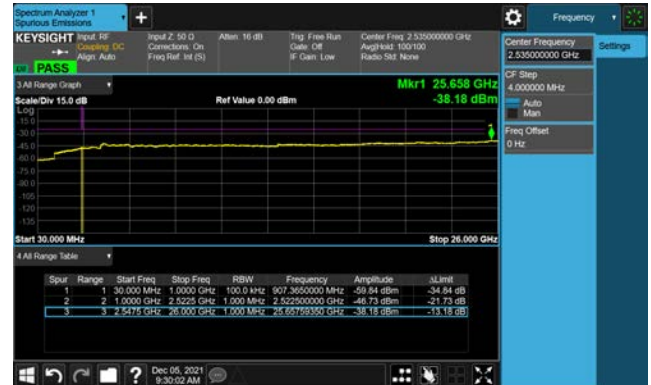 Spectrum Analyzer 1
Spurious Emissions
Frequency
KEYSIGHT
Input: RF
Coupling: DC
Align: Auto
Input Z: 50 Ω
Corrections: On
Freq Ref: Int (S)
Atten: 16 dB
Trig: Free Run
Gate: Off
IF Gain: Low
Center Freq: 2.535000000 GHz
Avg|Hold: 100/100
Radio Std: None
PASS
Center Frequency
2.535000000 GHz
Settings
CF Step
4.000000 MHz
Auto
Man
Freq Offset
0 Hz
3 All Range Graph
Mkr1 25.658 GHz
Scale/Div 15.0 dB
Ref Value 0.00 dBm
-38.18 dBm
Log
-15.0
-30.0
-45.0
-60.0
-75.0
-90.0
-105
-120
-135
1
Start 30.000 MHz
Stop 26.000 GHz
4 All Range Table
Spur Range Start Freq Stop Freq RBW Frequency Amplitude ΔLimit
1 1 30.000 MHz 1.0000 GHz 100.0 kHz 907.3650000 MHz -59.84 dBm -34.84 dB
2 2 1.0000 GHz 2.5225 GHz 1.000 MHz 2.522500000 GHz -46.73 dBm -21.73 dB
3 3 2.5475 GHz 26.000 GHz 1.000 MHz 25.65759350 GHz -38.18 dBm -13.18 dB
Dec 05, 2021
9:30:02 AM